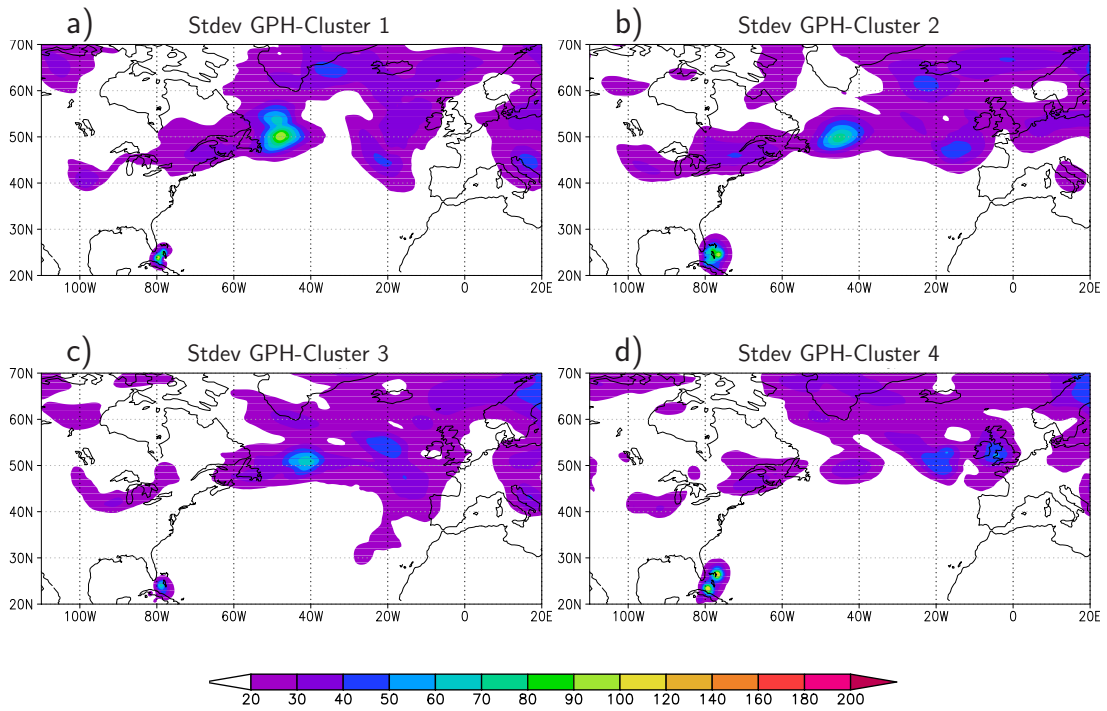 a) Stdev GPH-Cluster 1
b) Stdev GPH-Cluster 2
70N 70N
60N 60N
50N 50N
40N 40N
30N 30N
20N 20N
100W 80W 60W 40W 20W 0 20E
100W 80W 60W 40W 20W 0 20E
c) Stdev GPH-Cluster 3
d) Stdev GPH-Cluster 4
70N 70N
60N 60N
50N 50N
40N 40N
30N 30N
20N 20N
100W 80W 60W 40W 20W 0 20E
100W 80W 60W 40W 20W 0 20E
20 30 40 50 60 70 80 90 100 120 140 160 180 200